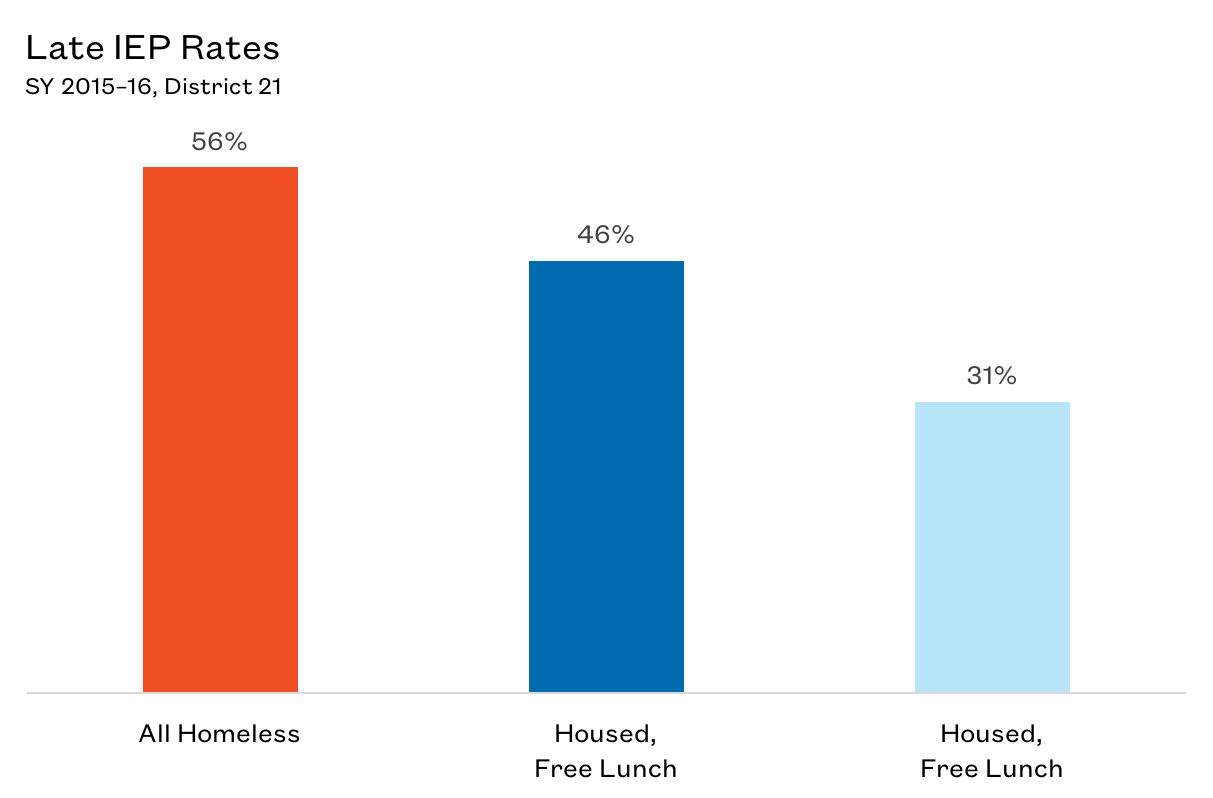 Late IEP Rates
SY 2015–16, District 21
56%
46%
31%
All Homeless
Housed,
Free Lunch
Housed,
Free Lunch